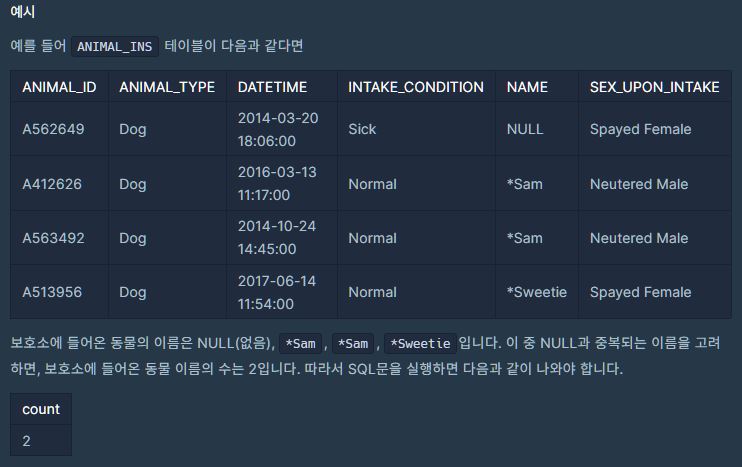 예시
예를 들어 ANIMAL_INS 테이블이 다음과 같다면
ANIMAL_ID ANIMAL_TYPE DATETIME INTAKE_CONDITION NAME SEX_UPON_INTAKE
A562649 Dog 2014-03-20 18:06:00 Sick NULL Spayed Female
A412626 Dog 2016-03-13 11:17:00 Normal *Sam Neutered Male
A563492 Dog 2014-10-24 14:45:00 Normal *Sam Neutered Male
A513956 Dog 2017-06-14 11:54:00 Normal *Sweetie Spayed Female
보호소에 들어온 동물의 이름은 NULL(없음), *Sam, *Sam, *Sweetie입니다. 이 중 NULL과 중복되는 이름을 고려
하면, 보호소에 들어온 동물 이름의 수는 2입니다. 따라서 SQL문을 실행하면 다음과 같이 나와야 합니다.
count
2